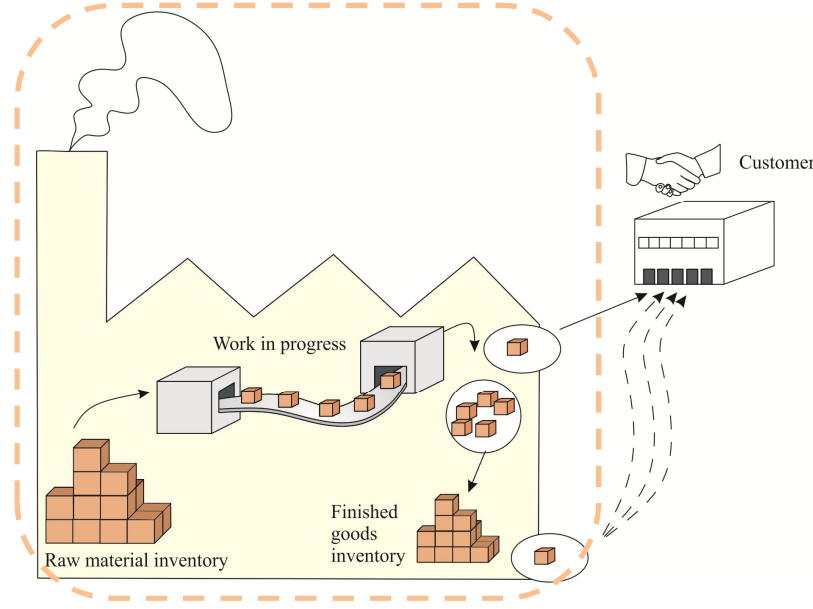 Customer
Work in progress
Finished
goods
inventory
Raw material inventory